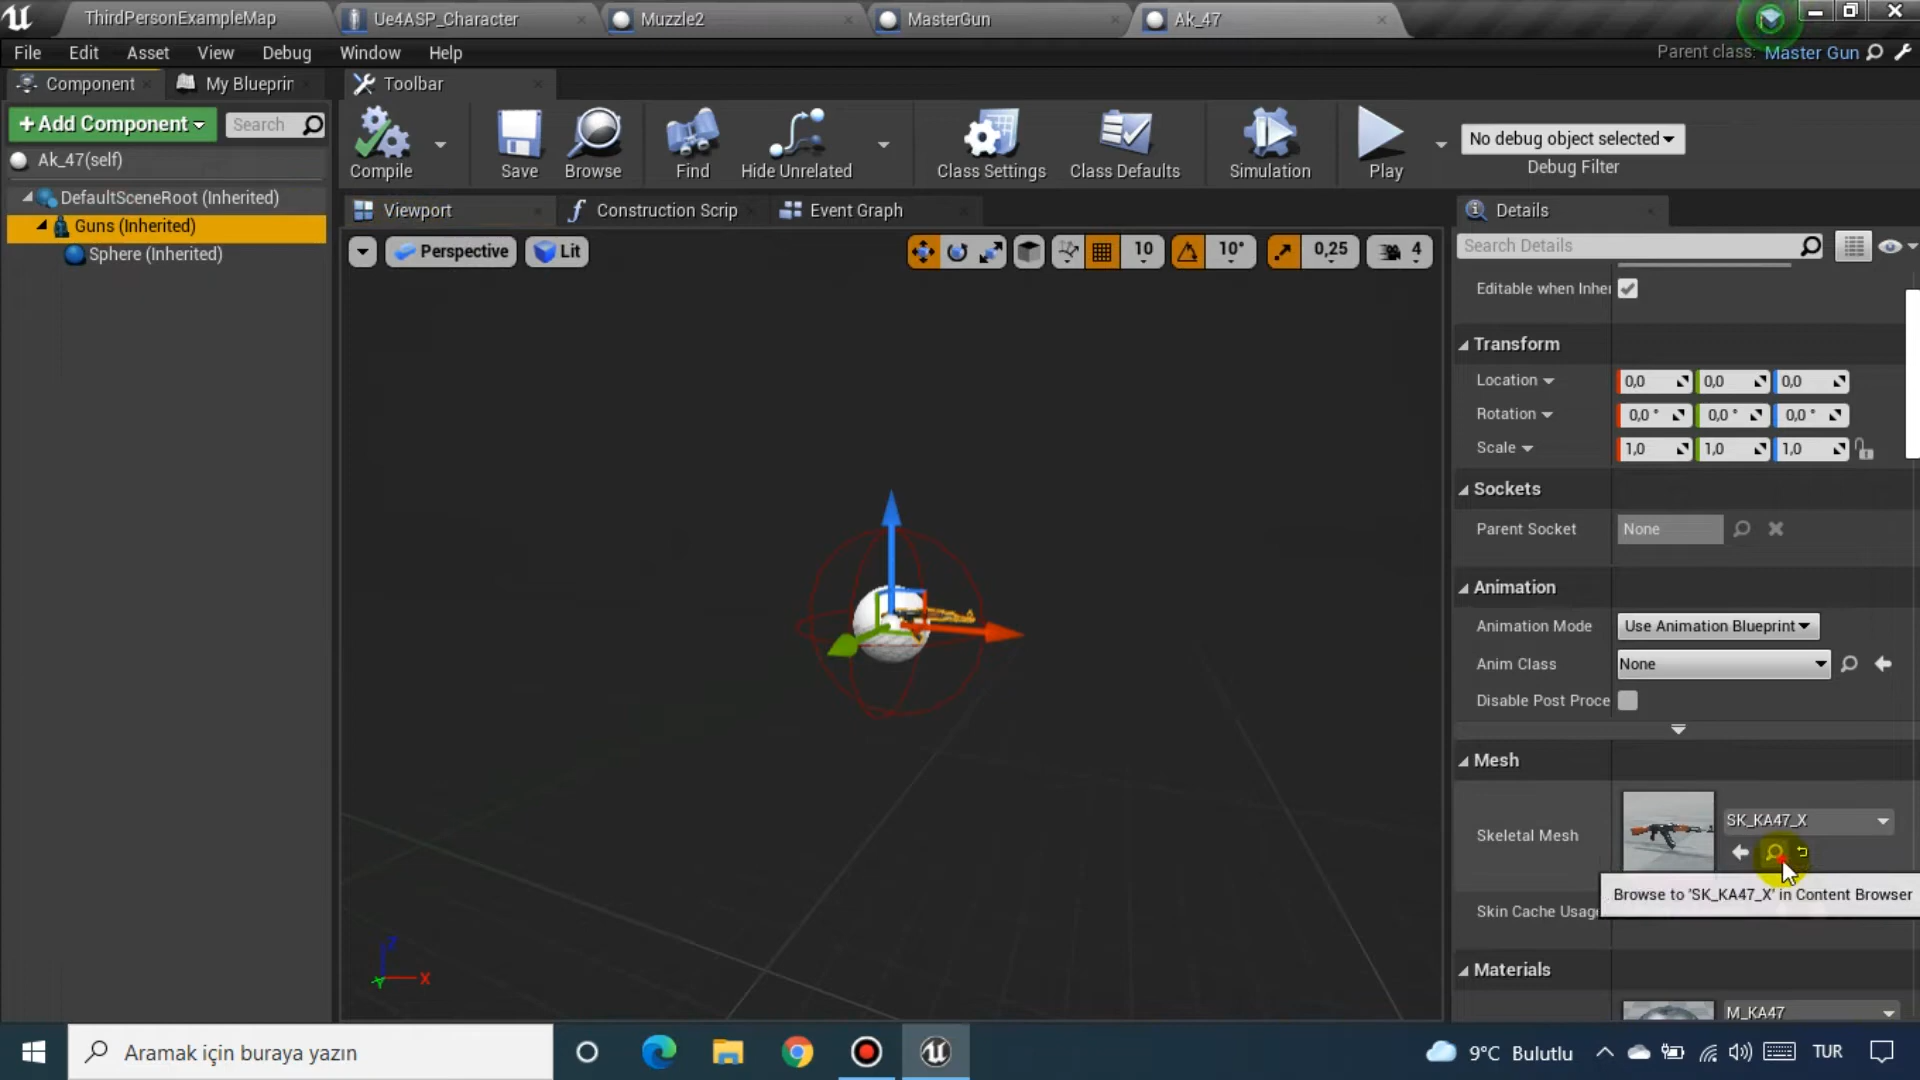 ThirdPersonExampleMap
Ue4ASP_Character
Muzzle2
MasterGun
Ak_47
File Edit Asset View Debug Window Help
Parent class: Master Gun
Component
My Blueprin
Toolbar
+Add Component
Search
Ak_47(self)
DefaultSceneRoot (Inherited)
Guns (Inherited)
Sphere (Inherited)
Compile
Save
Browse
Find
Hide Unrelated
Class Settings
Class Defaults
Simulation
Play
No debug object selected
Debug Filter
Viewport
Construction Scrip
Event Graph
Perspective
Lit
10
10°
0,25
4
Z
X
Y
Details
Search Details
Editable when Inher
Transform
Location 0,0 0,0 0,0
Rotation 0,0 ° 0,0 ° 0,0 °
Scale 1,0 1,0 1,0
Sockets
Parent Socket None
Animation
Animation Mode Use Animation Blueprint
Anim Class None
Disable Post Proce
Mesh
Skeletal Mesh SK_KA47_X
Browse to 'SK_KA47_X' in Content Browser
Skin Cache Usag
Materials
M_KA47
Aramak için buraya yazın
9°C Bulutlu
TUR